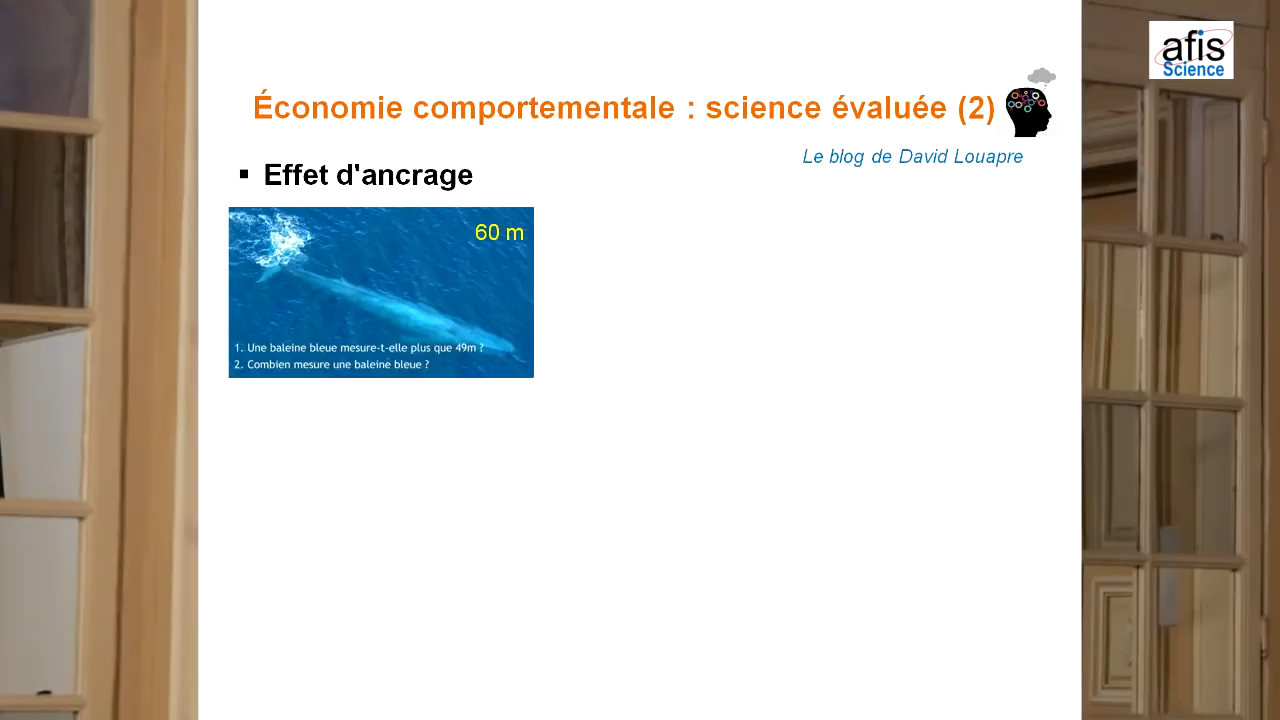 afis
Science
Économie comportementale : science évaluée (2)
Le blog de David Louapre
▪ Effet d'ancrage
60 m
1. Une baleine bleue mesure-t-elle plus que 49m ?
2. Combien mesure une baleine bleue ?